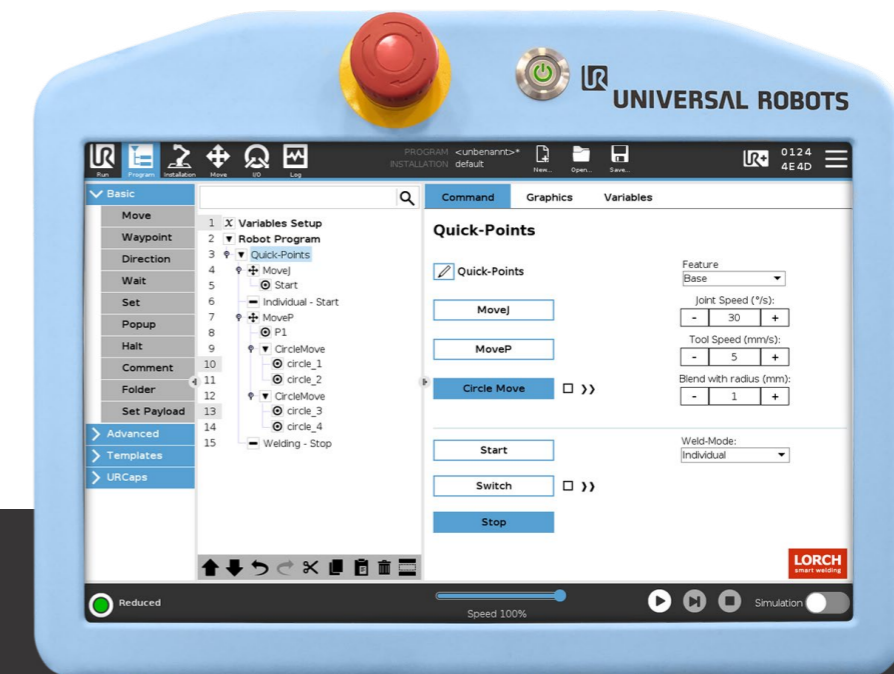 UR
UNIVERSAL ROBOTS
UR
Run
Program
Installation
Move
I/O
Log
PROGRAM <unbenannt>*
INSTALLATION default
New...
Open...
Save...
UR+
0124
4E4D
Basic
Move
Waypoint
Direction
Wait
Set
Popup
Halt
Comment
Folder
Set Payload
Advanced
Templates
URCaps
1 X Variables Setup
2 Robot Program
3 Quick-Points
4 MoveJ
5 Start
6 Individual - Start
7 MoveP
8 P1
9 CircleMove
10 circle_1
11 circle_2
12 CircleMove
13 circle_3
14 circle_4
15 Welding - Stop
Command Graphics Variables
Quick-Points
Quick-Points
MoveJ
MoveP
Circle Move
Feature
Base
Joint Speed (°/s):
- 30 +
Tool Speed (mm/s):
- 5 +
Blend with radius (mm):
- 1 +
Start
Switch
Stop
Weld-Mode:
Individual
LORCH
smart welding
Reduced
Speed 100%
Simulation